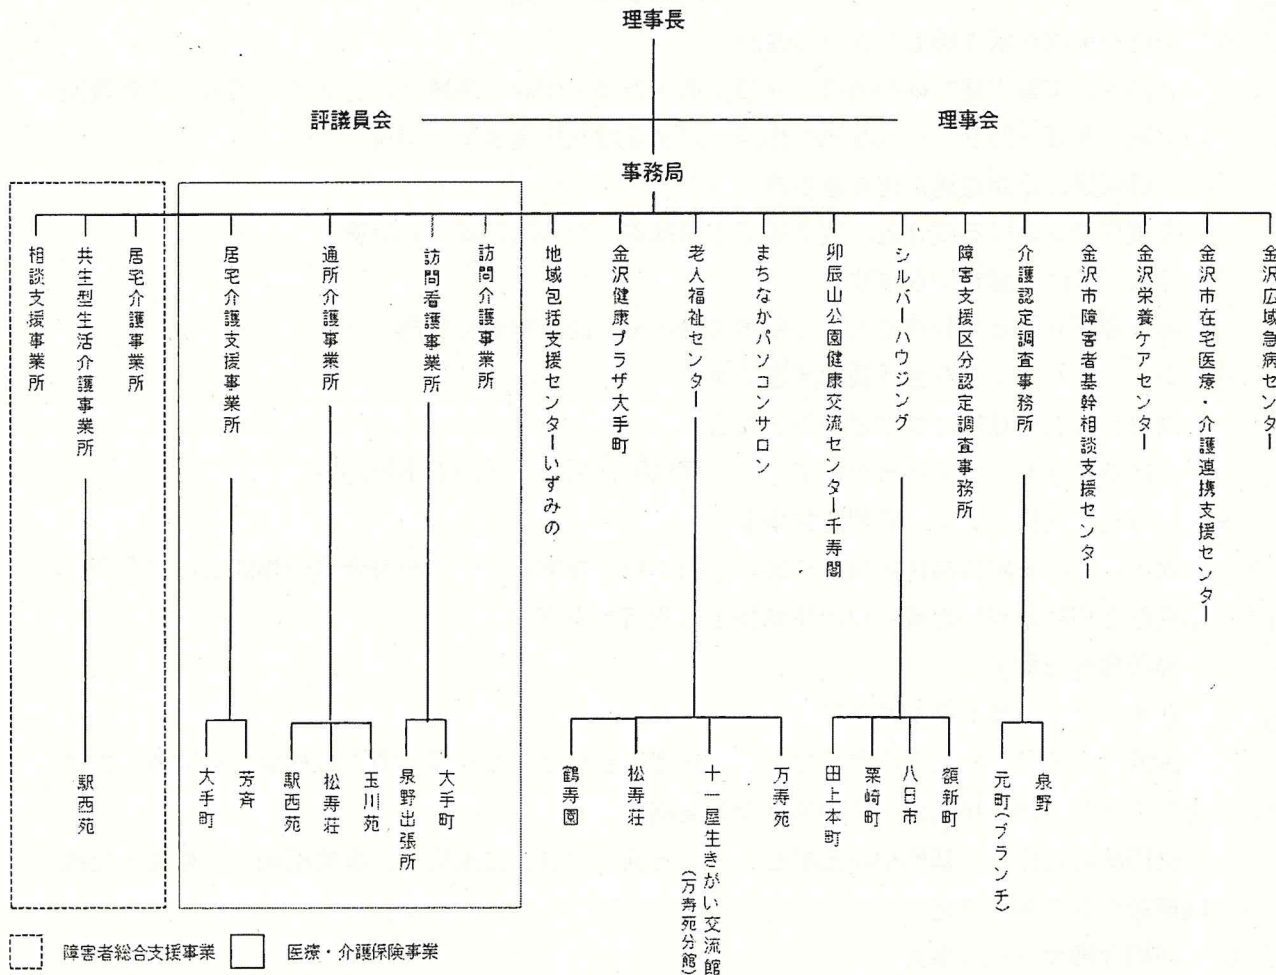 理事長
評議員会
理事会
事務局
相談支援事業所
共生型生活介護事業所
居宅介護事業所
居宅介護支援事業所
通所介護事業所
訪問看護事業所
訪問介護事業所
地域包括支援センターいずみの
金沢健康プラザ大手町
老人福祉センター
まちなかパソコンサロン
卯辰山公園健康交流センター千寿閣
シルバーハウジング
障害支援区分認定調査事務所
介護認定調査事務所
金沢市障害者基幹相談支援センター
金沢栄養ケアセンター
金沢市在宅医療・介護連携支援センター
金沢広域急病センター
駅西苑
大手町
芳斉
駅西苑
松寿荘
玉川苑
泉野出張所
大手町
鶴寿園
松寿荘
十一屋生きがい交流館
(万寿苑分館)
万寿苑
田上本町
粟崎町
八日市
額新町
元町(ブランチ)
泉野
障害者総合支援事業
医療・介護保険事業